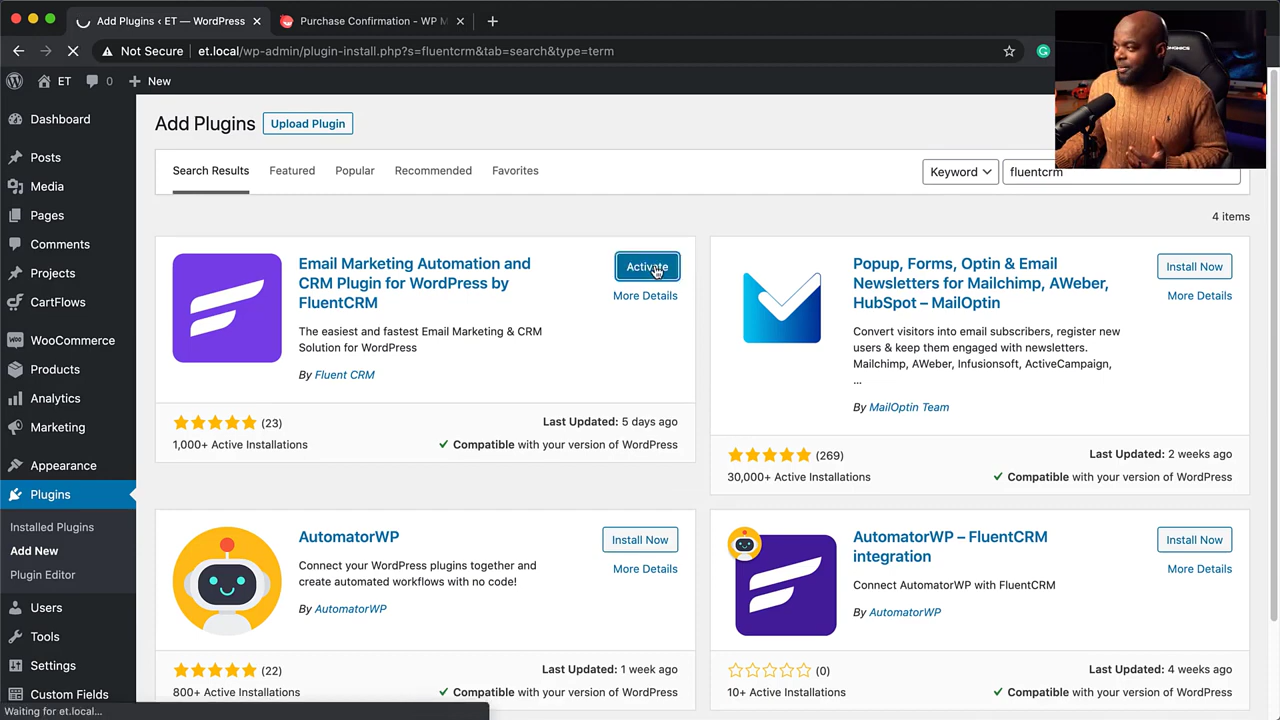 Add Plugins ‹ ET — WordPress
Purchase Confirmation - WP M
Not Secure
et.local/wp-admin/plugin-install.php?s=fluentcrm&tab=search&type=term
ET
0
New
Dashboard
Posts
Media
Pages
Comments
Projects
CartFlows
WooCommerce
Products
Analytics
Marketing
Appearance
Plugins
Installed Plugins
Add New
Plugin Editor
Users
Tools
Settings
Custom Fields
Waiting for et.local...
Add Plugins
Upload Plugin
Search Results
Featured
Popular
Recommended
Favorites
Keyword
fluentcrm
4 items
Email Marketing Automation and
CRM Plugin for WordPress by
FluentCRM
Activate
More Details
The easiest and fastest Email Marketing & CRM
Solution for WordPress
By Fluent CRM
(23)
Last Updated: 5 days ago
1,000+ Active Installations
Compatible with your version of WordPress
Popup, Forms, Optin & Email
Newsletters for Mailchimp, AWeber,
HubSpot – MailOptin
Install Now
More Details
Convert visitors into email subscribers, register new
users & keep them engaged with newsletters.
Mailchimp, AWeber, Infusionsoft, ActiveCampaign,
...
By MailOptin Team
(269)
Last Updated: 2 weeks ago
30,000+ Active Installations
Compatible with your version of WordPress
AutomatorWP
Install Now
More Details
Connect your WordPress plugins together and
create automated workflows with no code!
By AutomatorWP
(22)
Last Updated: 1 week ago
800+ Active Installations
Compatible with your version of WordPress
AutomatorWP – FluentCRM
integration
Install Now
More Details
Connect AutomatorWP with FluentCRM
By AutomatorWP
(0)
Last Updated: 4 weeks ago
10+ Active Installations
Compatible with your version of WordPress